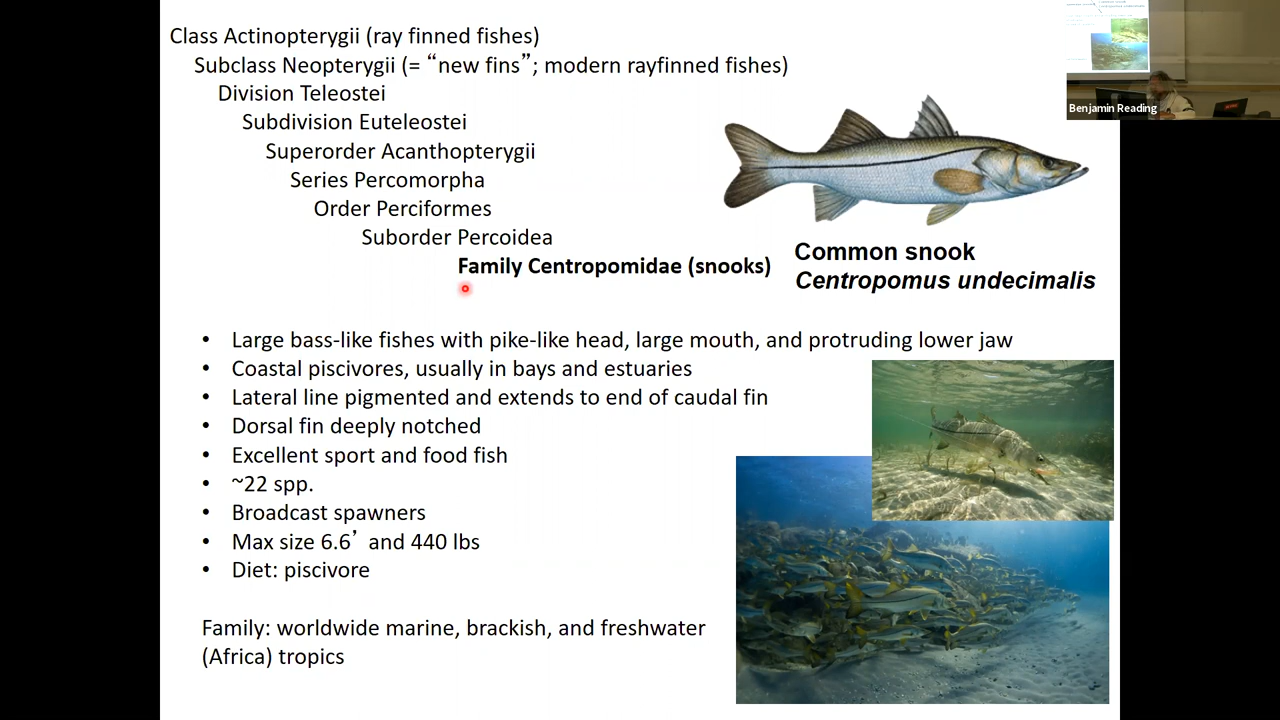 Class Actinopterygii (ray finned fishes)
Subclass Neopterygii (= “new fins”; modern rayfinned fishes)
Division Teleostei
Subdivision Euteleostei
Superorder Acanthopterygii
Series Percomorpha
Order Perciformes
Suborder Percoidea
Family Centropomidae (snooks)
Common snook
Centropomus undecimalis
• Large bass-like fishes with pike-like head, large mouth, and protruding lower jaw
• Coastal piscivores, usually in bays and estuaries
• Lateral line pigmented and extends to end of caudal fin
• Dorsal fin deeply notched
• Excellent sport and food fish
• ~22 spp.
• Broadcast spawners
• Max size 6.6’ and 440 lbs
• Diet: piscivore
Family: worldwide marine, brackish, and freshwater
(Africa) tropics
Benjamin Reading